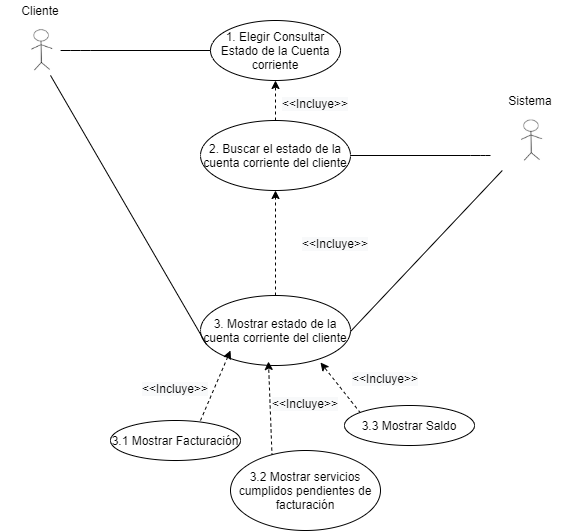 Cliente
1. Elegir Consultar
Estado de la Cuenta
corriente
<<Incluye>>
Sistema
2. Buscar el estado de la
cuenta corriente del cliente
<<Incluye>>
3. Mostrar estado de la
cuenta corriente del cliente
<<Incluye>>
<<Incluye>>
<<Incluye>>
3.1 Mostrar Facturación
3.3 Mostrar Saldo
3.2 Mostrar servicios
cumplidos pendientes de
facturación